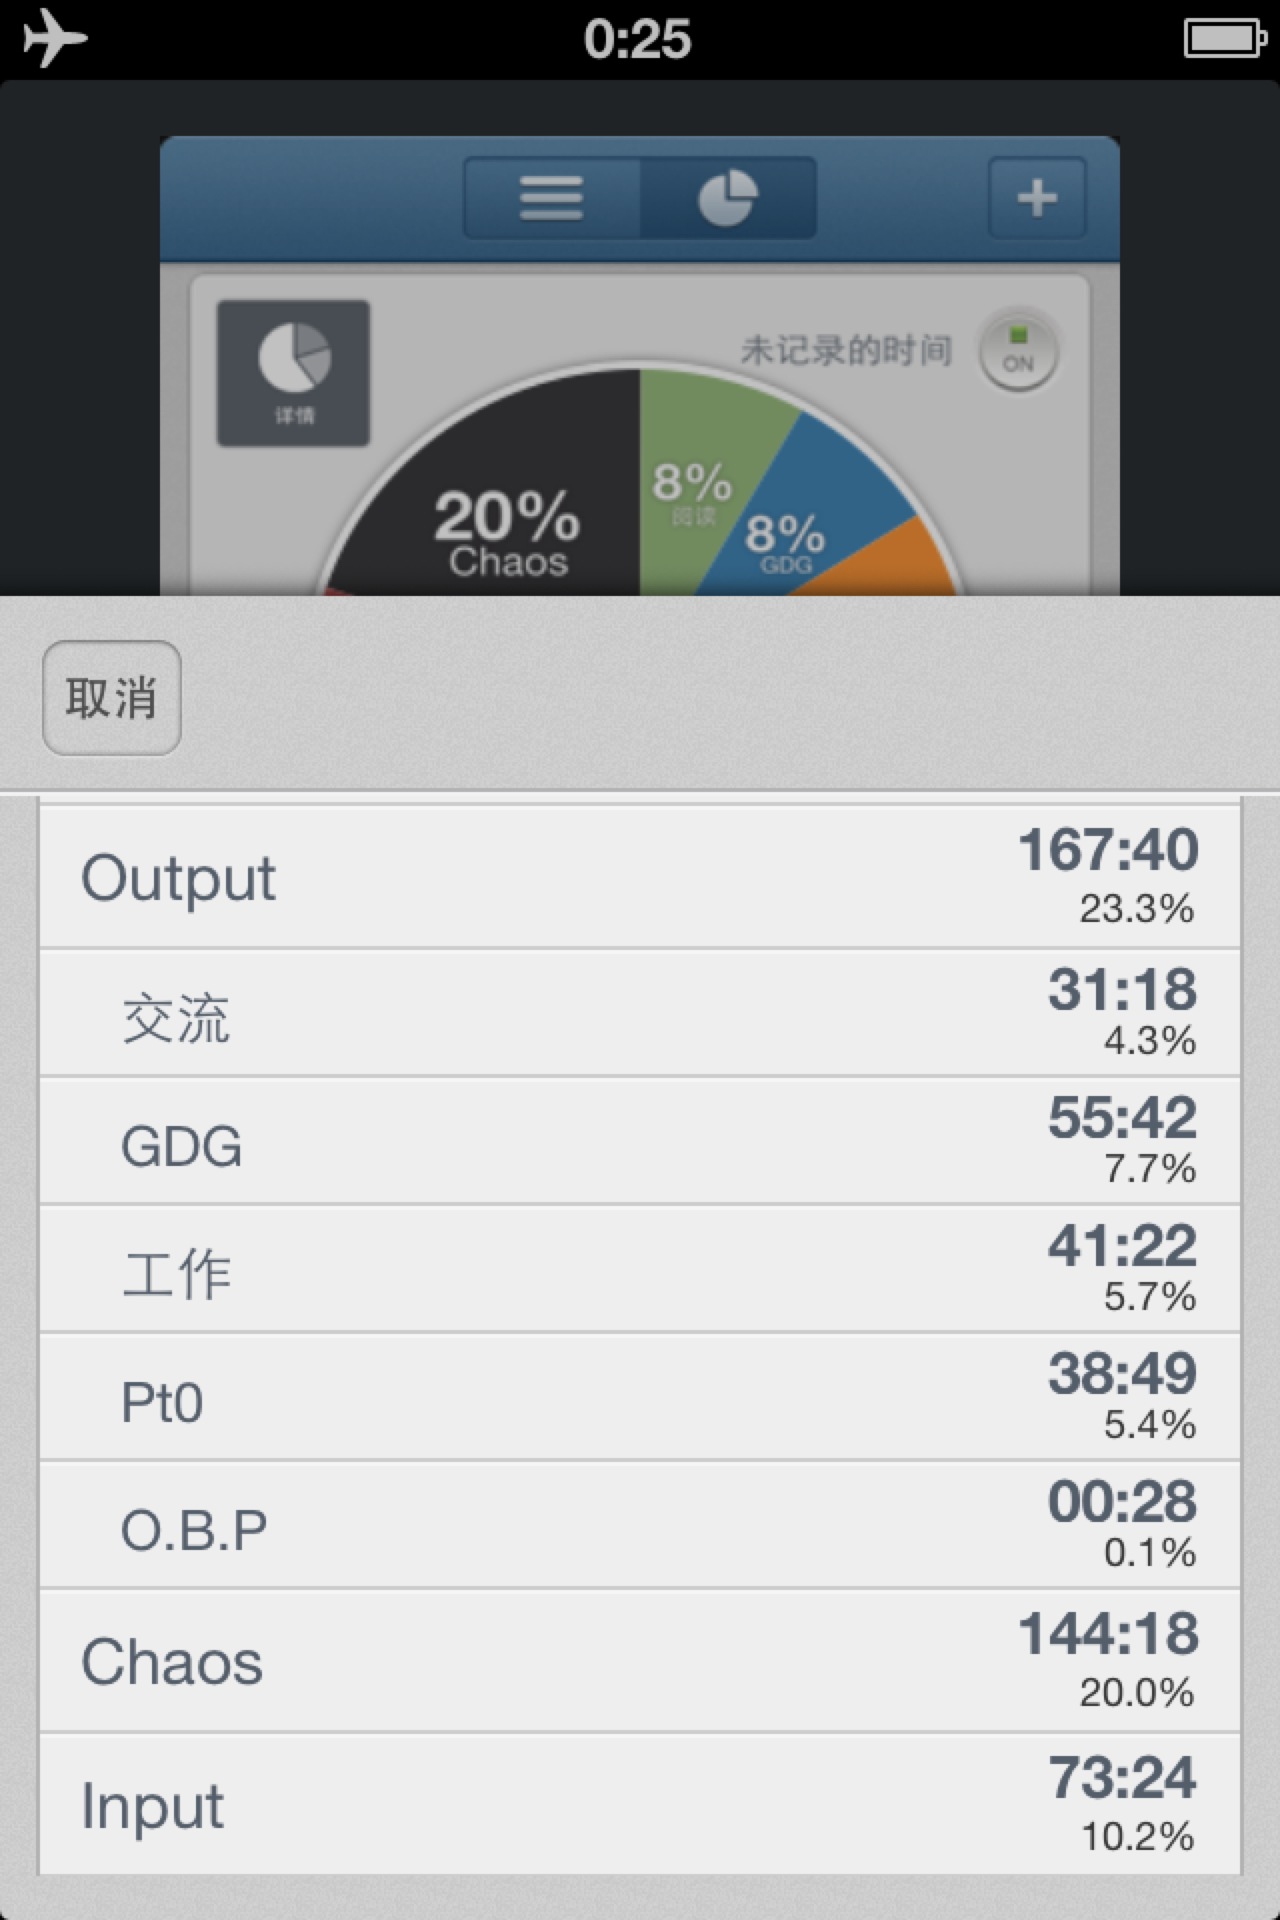 0:25
未记录的时间
ON
详情
20%
Chaos
8%
阅读
8%
GDG
取消
Output
167:40
23.3%
交流
31:18
4.3%
GDG
55:42
7.7%
工作
41:22
5.7%
Pt0
38:49
5.4%
O.B.P
00:28
0.1%
Chaos
144:18
20.0%
Input
73:24
10.2%